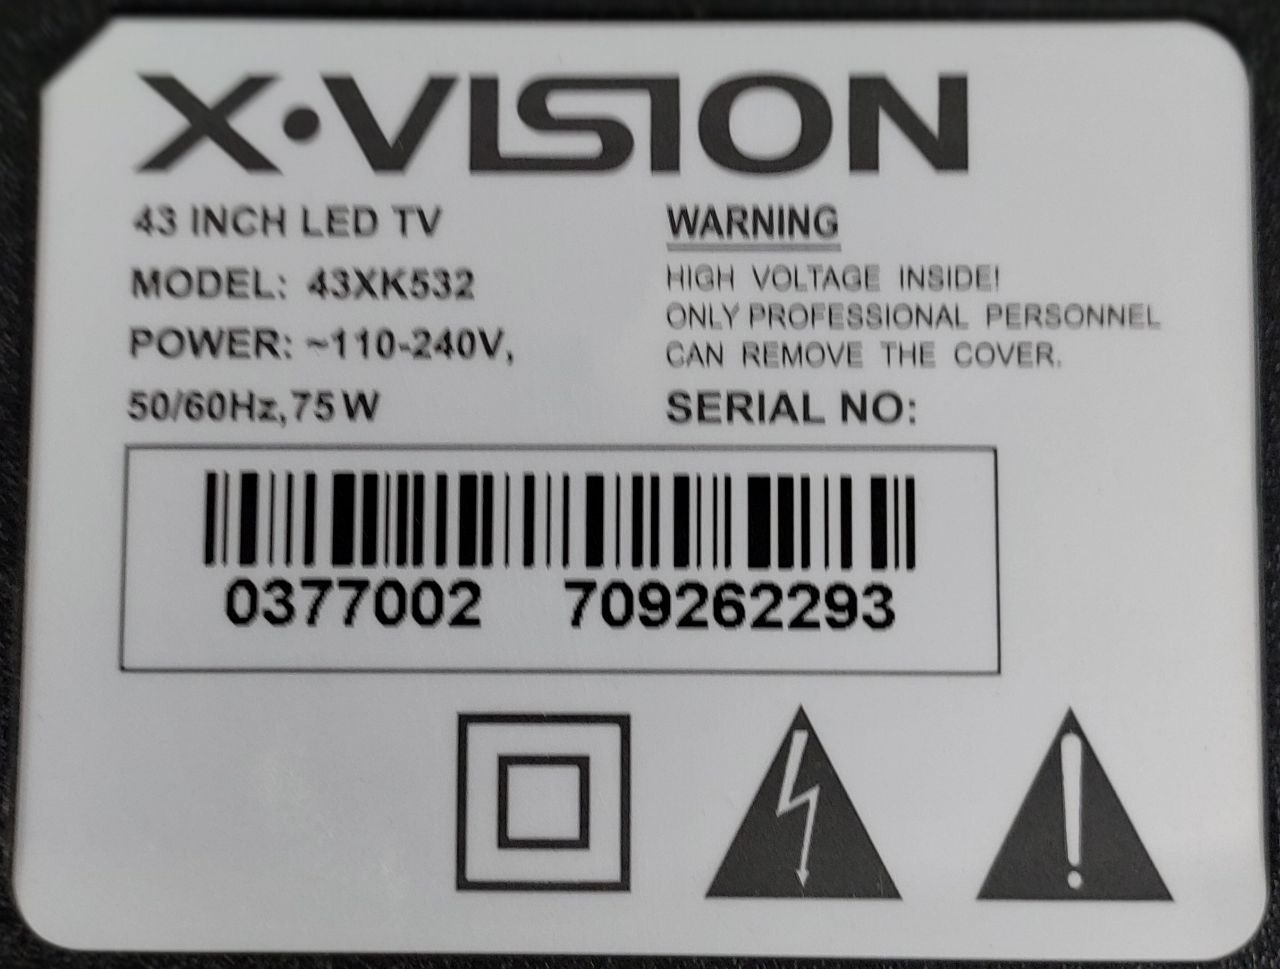 X·VISION
43 INCH LED TV
MODEL: 43XK532
POWER: ~110-240V,
50/60Hz, 75W
WARNING
HIGH VOLTAGE INSIDE!
ONLY PROFESSIONAL PERSONNEL
CAN REMOVE THE COVER.
SERIAL NO:
0377002 709262293